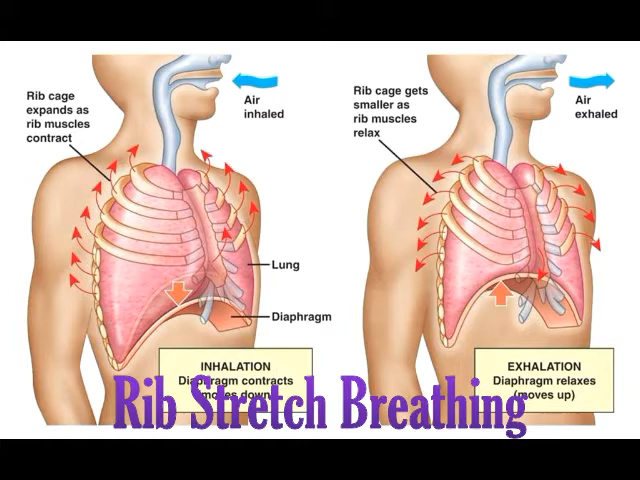 Rib cage
expands as
rib muscles
contract
Air
inhaled
Lung
Diaphragm
INHALATION
Diaphragm contracts
(moves down)
Rib cage gets
smaller as
rib muscles
relax
Air
exhaled
EXHALATION
Diaphragm relaxes
(moves up)
Rib Stretch Breathing